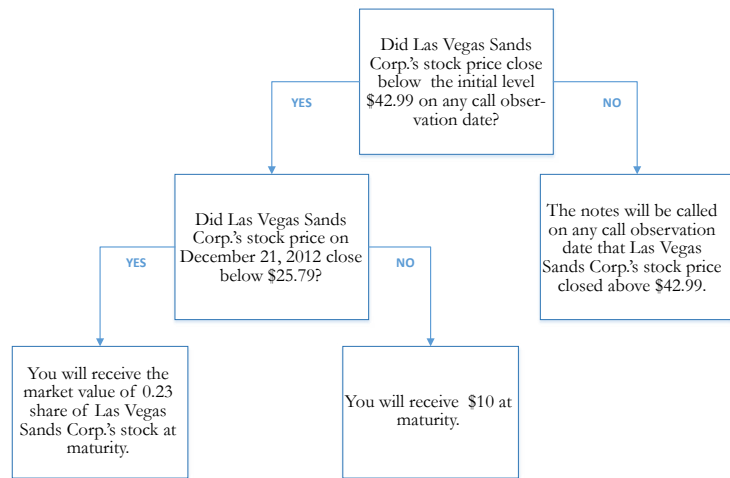 Did Las Vegas Sands
Corp.'s stock price close
below the initial level
$42.99 on any call obser-
vation date?
YES
NO
Did Las Vegas Sands
Corp.'s stock price on
December 21, 2012 close
below $25.79?
The notes will be called
on any call observation
date that Las Vegas
Sands Corp.'s stock price
closed above $42.99.
YES
NO
You will receive the
market value of 0.23
share of Las Vegas
Sands Corp.'s stock at
maturity.
You will receive $10 at
maturity.